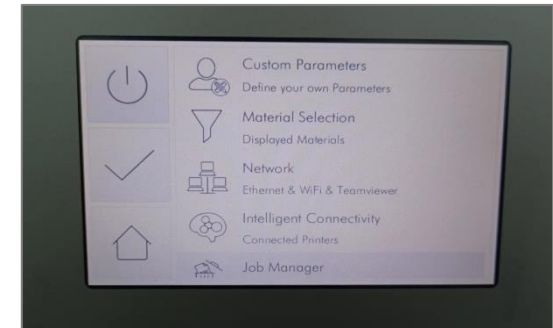 Custom Parameters
Define your own Parameters
Material Selection
Displayed Materials
Network
Ethernet & WiFi & Teamviewer
Intelligent Connectivity
Connected Printers
Job Manager